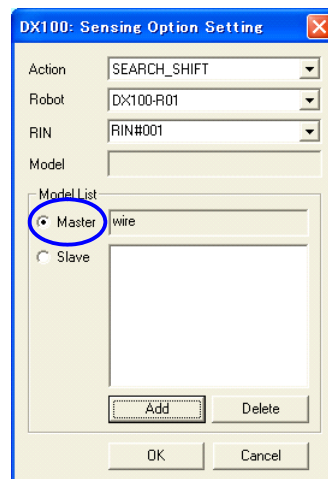 DX100: Sensing Option Setting
Action SEARCH_SHIFT
Robot DX100-R01
RIN RIN#001
Model
Model List
Master wire
Slave
Add Delete
OK Cancel